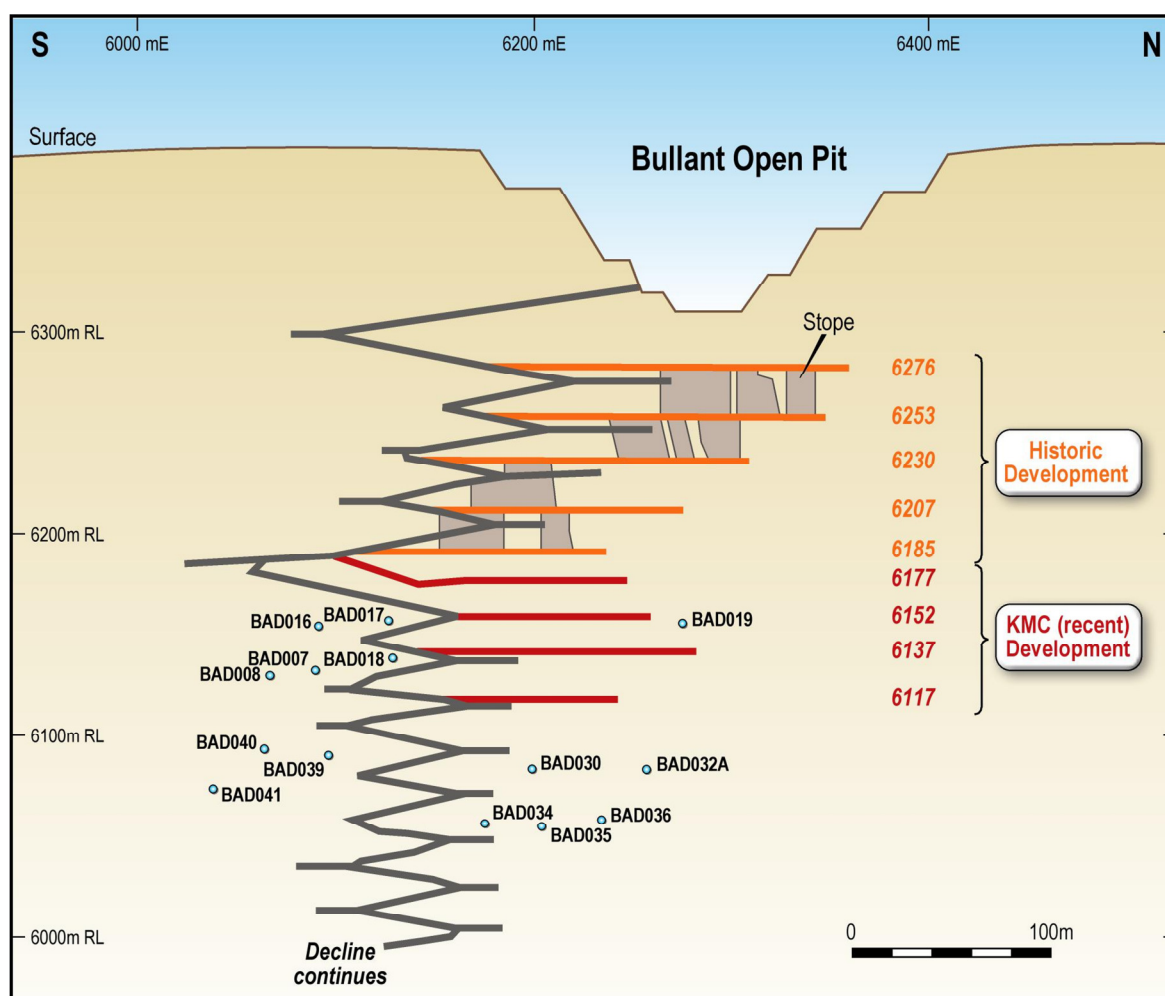 S
6000 mE
6200 mE
6400 mE
N
Surface
Bullant Open Pit
6300m RL
Stope
6276
6253
6230
6207
6185
Historic
Development
6200m RL
6177
6152
6137
6117
KMC (recent)
Development
BAD016
BAD017
BAD019
BAD007
BAD018
BAD008
6100m RL
BAD040
BAD039
BAD041
BAD030
BAD032A
BAD034
BAD035
BAD036
6000m RL
Decline
continues
0
100m